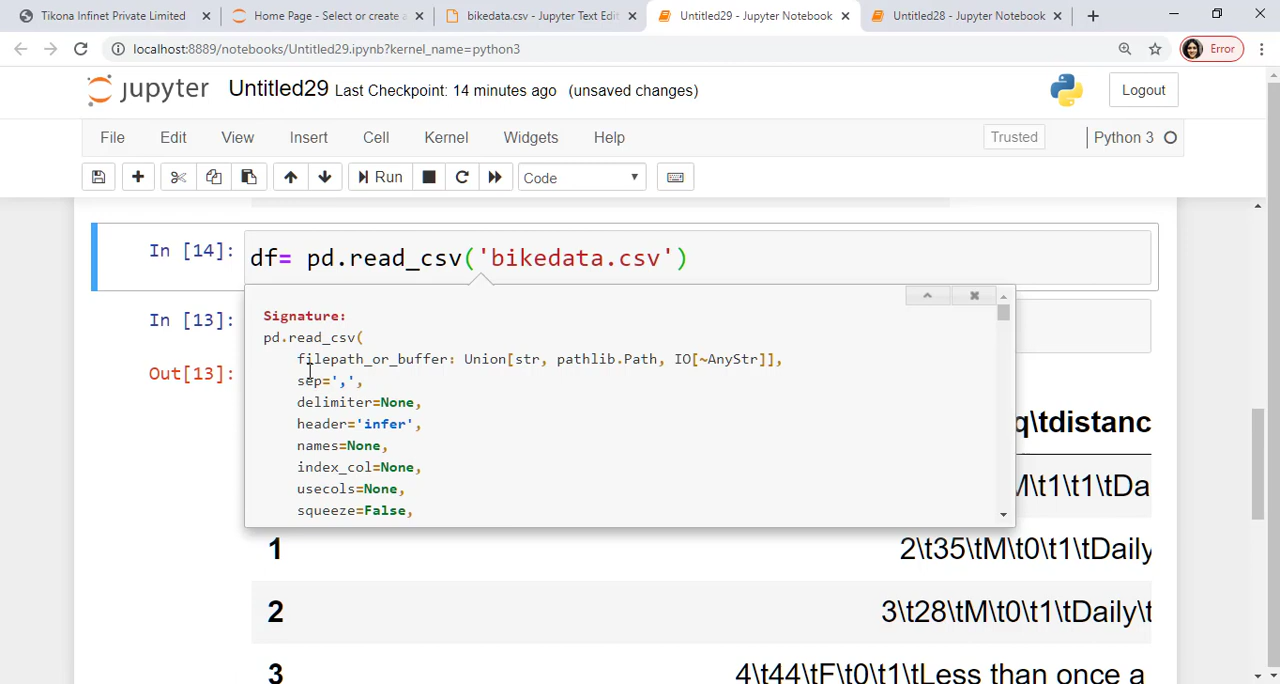 Tikona Infinet Private Limited
Home Page - Select or create a
bikedata.csv - Jupyter Text Edit
Untitled29 - Jupyter Notebook
Untitled28 - Jupyter Notebook
localhost:8889/notebooks/Untitled29.ipynb?kernel_name=python3
Error
jupyter Untitled29 Last Checkpoint: 14 minutes ago (unsaved changes)
Logout
File Edit View Insert Cell Kernel Widgets Help
Trusted
Python 3
Run
Code
In [14]: df= pd.read_csv('bikedata.csv')
Signature:
pd.read_csv(
filepath_or_buffer: Union[str, pathlib.Path, IO[~AnyStr]],
sep=',',
delimiter=None,
header='infer',
names=None,
index_col=None,
usecols=None,
squeeze=False,
In [13]:
Out[13]:
q\tdistanc
M\t1\t1\tDa
1 2\t35\tM\t0\t1\tDaily
2 3\t28\tM\t0\t1\tDaily\t
3 4\t44\tF\t0\t1\tLess than once a